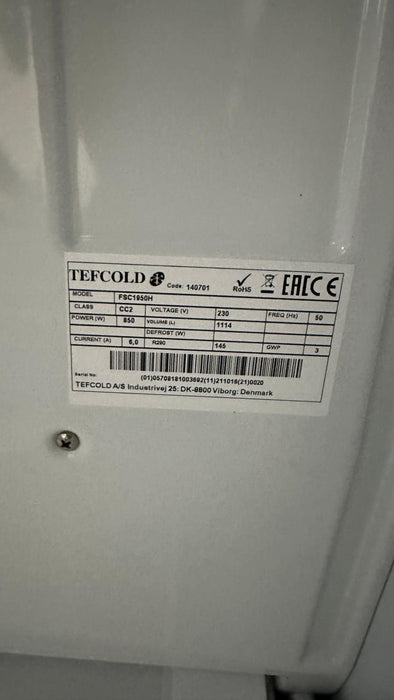 TEFCOLD Code: 140701 RoHS EAC CE
MODEL FSC1950H
CLASS CC2 VOLTAGE (V) 230 FREQ (Hz) 50
POWER (W) 850 VOLUME (L) 1114
DEFROST (W)
CURRENT (A) 6,0 R290 145 GWP 3
Serial No: (01)05708181003692(11)211018(21)0020
TEFCOLD A/S Industrivej 25: DK-8800 Viborg: Denmark